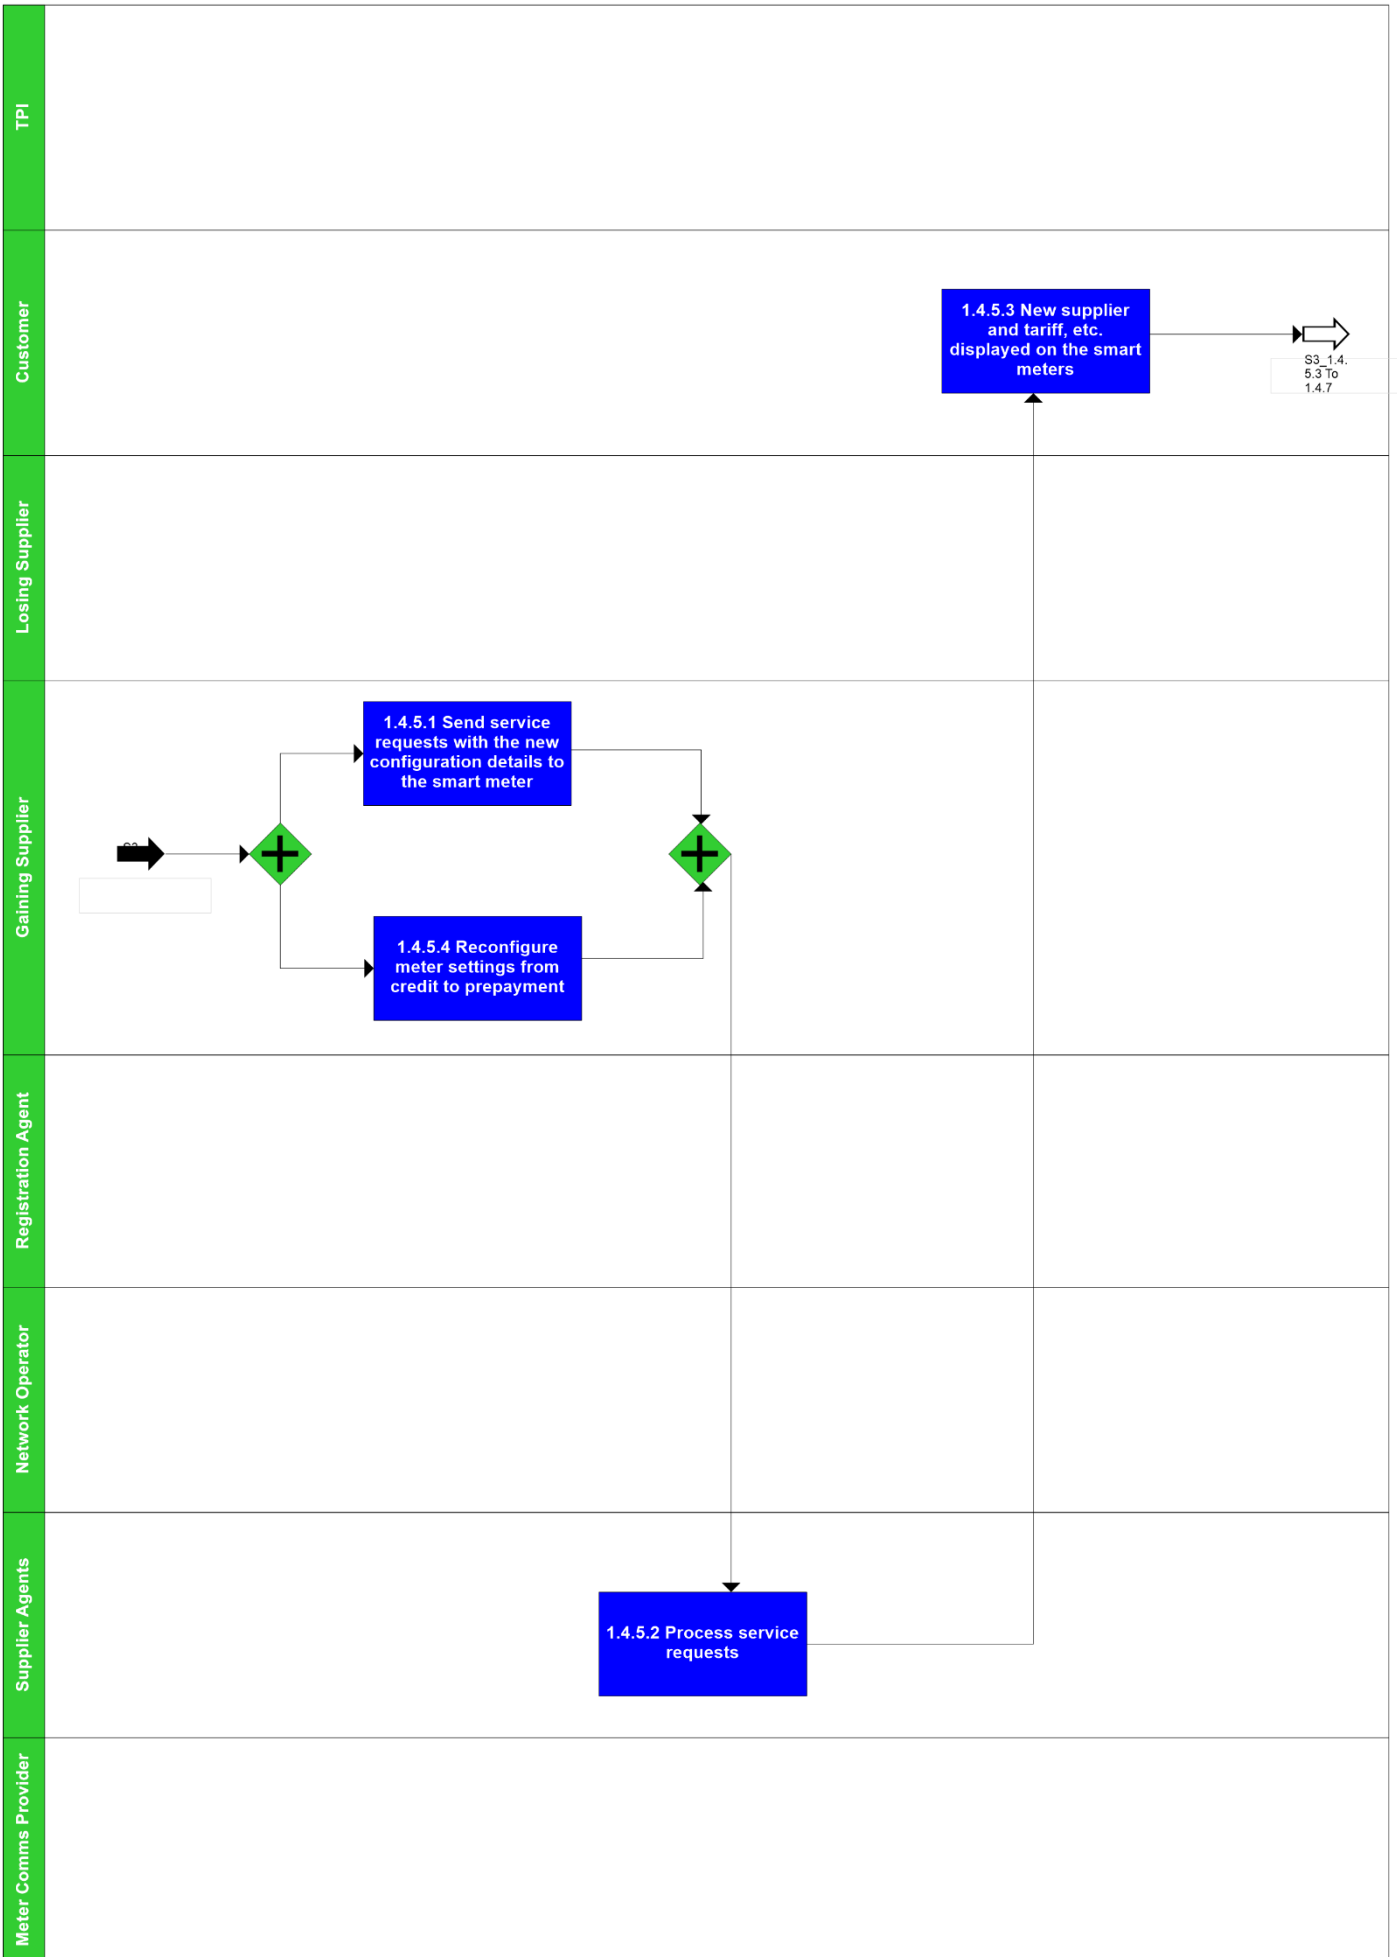 TPI
Customer
1.4.5.3 New supplier
and tariff, etc.
displayed on the smart
meters
S3_1.4.
5.3 To
1.4.7
Losing Supplier
Gaining Supplier
1.4.5.1 Send service
requests with the new
configuration details to
the smart meter
1.4.5.4 Reconfigure
meter settings from
credit to prepayment
Registration Agent
Network Operator
Supplier Agents
1.4.5.2 Process service
requests
Meter Comms Provider